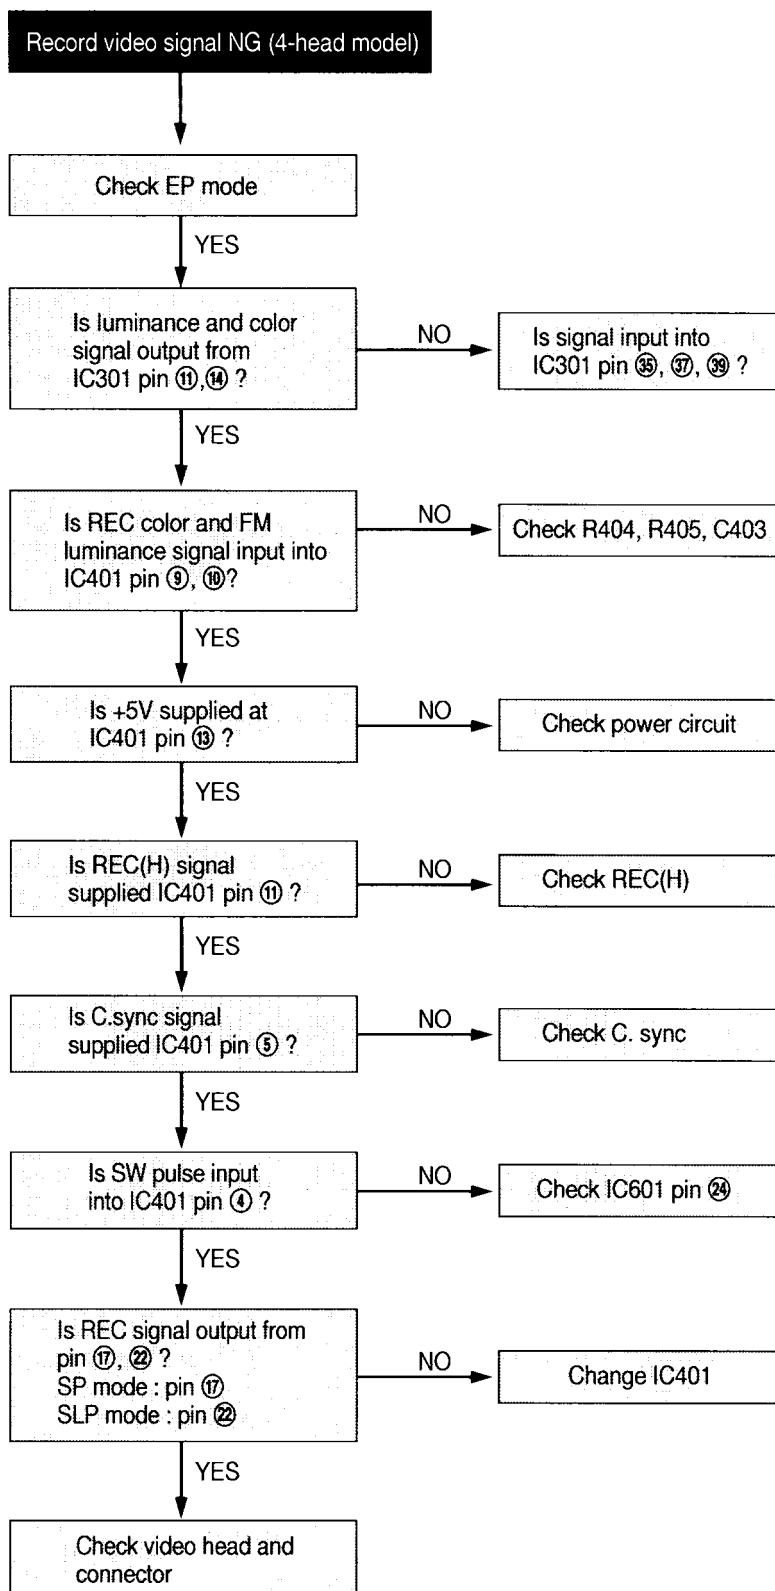 Record video signal NG (4-head model)
Check EP mode
YES
Is luminance and color
signal output from
IC301 pin ⑪,⑭ ?
NO
Is signal input into
IC301 pin ㉟, ㊲, ㊴ ?
YES
Is REC color and FM
luminance signal input into
IC401 pin ⑨, ⑩?
NO
Check R404, R405, C403
YES
Is +5V supplied at
IC401 pin ⑬ ?
NO
Check power circuit
YES
Is REC(H) signal
supplied IC401 pin ⑪ ?
NO
Check REC(H)
YES
Is C.sync signal
supplied IC401 pin ⑤ ?
NO
Check C. sync
YES
Is SW pulse input
into IC401 pin ④ ?
NO
Check IC601 pin ㉔
YES
Is REC signal output from
pin ⑰, ㉒ ?
SP mode : pin ⑰
SLP mode : pin ㉒
NO
Change IC401
YES
Check video head and
connector